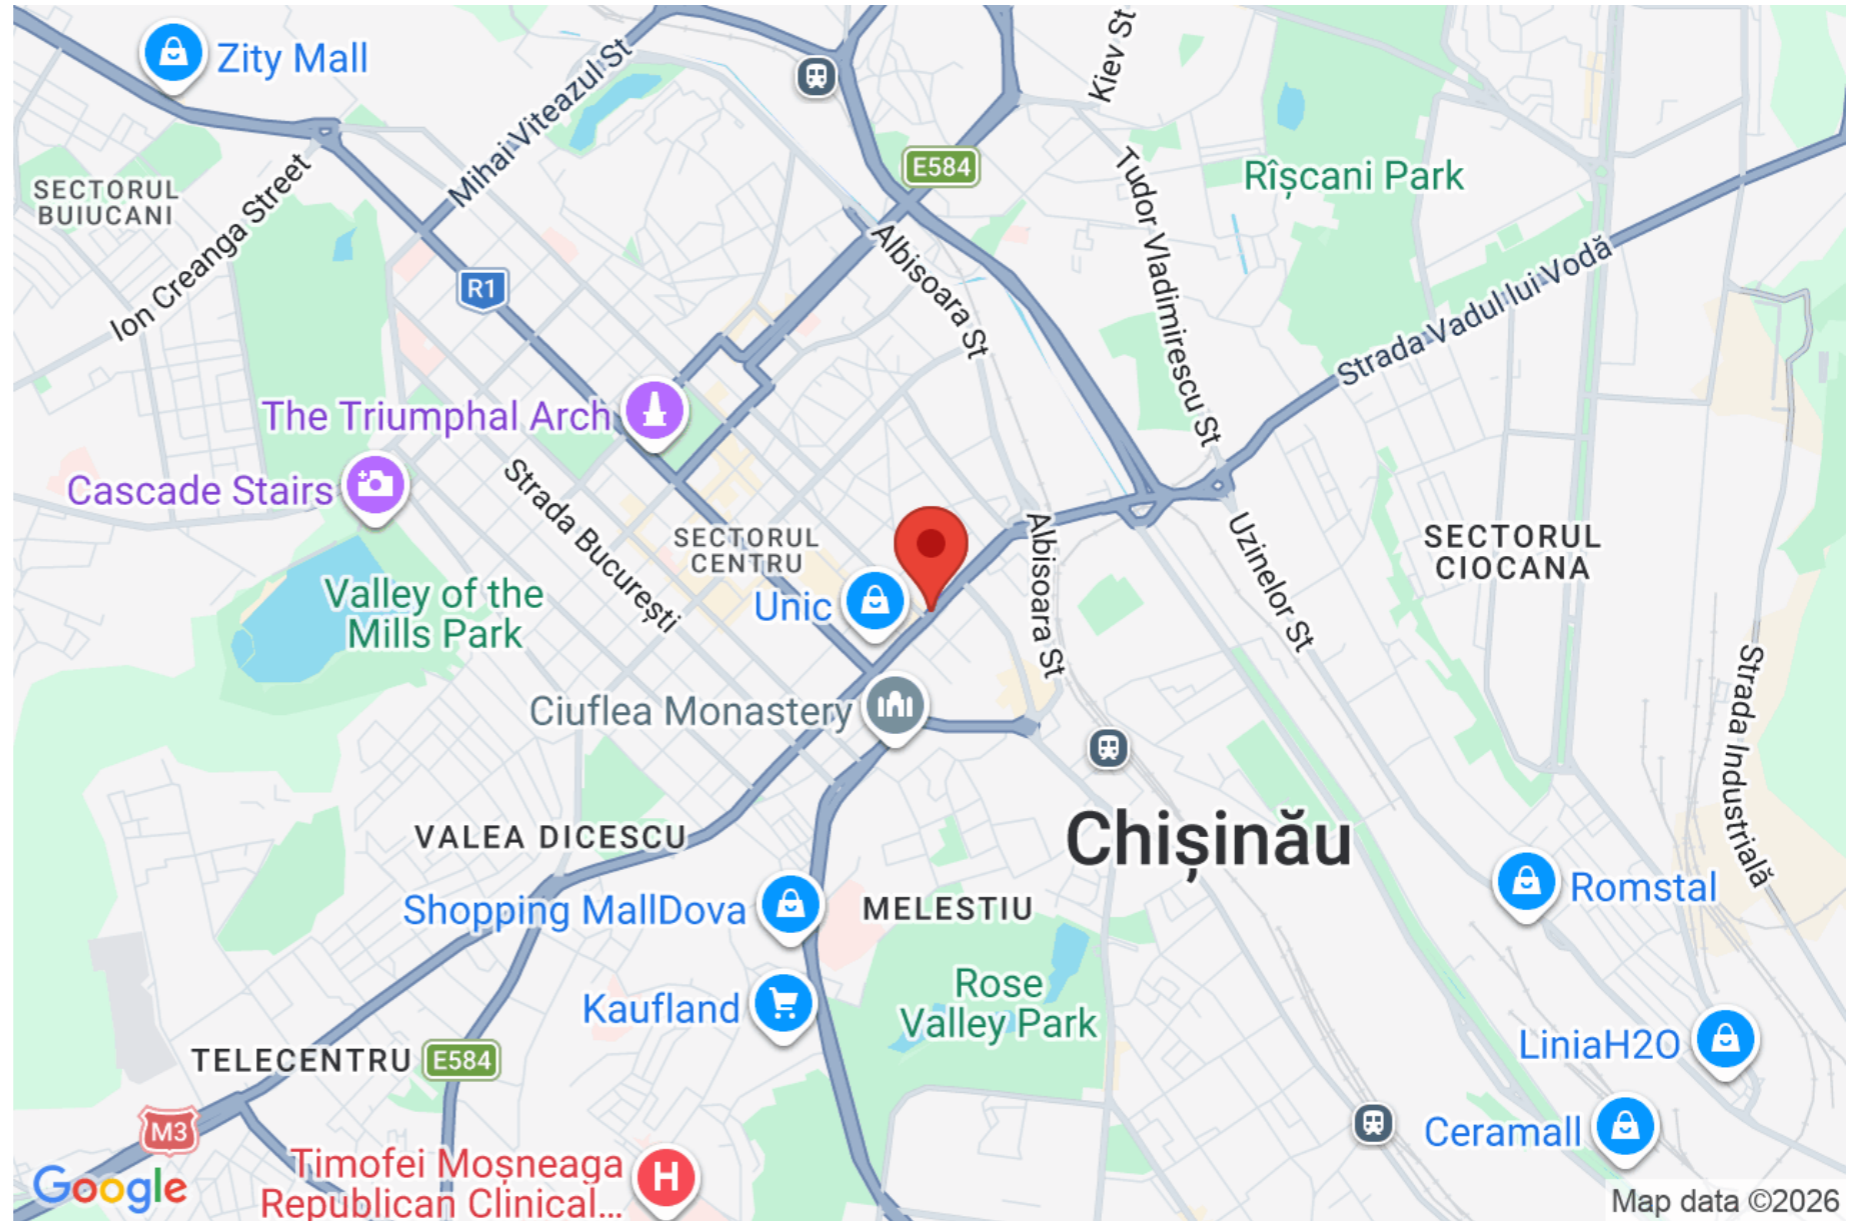 Zity Mall
Mihai Viteazul St
Kiev St
E584
SECTORUL
BUIUCANI
Ion Creanga Street
Tudor Vladimirescu St
Rîșcani Park
R1
Albisoara St
Strada Vadul lui Vodă
The Triumphal Arch
Cascade Stairs
Strada București
SECTORUL
CENTRU
Albisoara St
Uzinelor St
SECTORUL
CIOCANA
Valley of the
Mills Park
Unic
Ciuflea Monastery
Strada Industrială
Chișinău
VALEA DICESCU
Shopping MallDova
MELESTIU
Romstal
Kaufland
Rose
Valley Park
TELECENTRU
E584
LiniaH2O
M3
Ceramall
Timofei Moșneaga
Republican Clinical...
H
Google
Map data ©2026